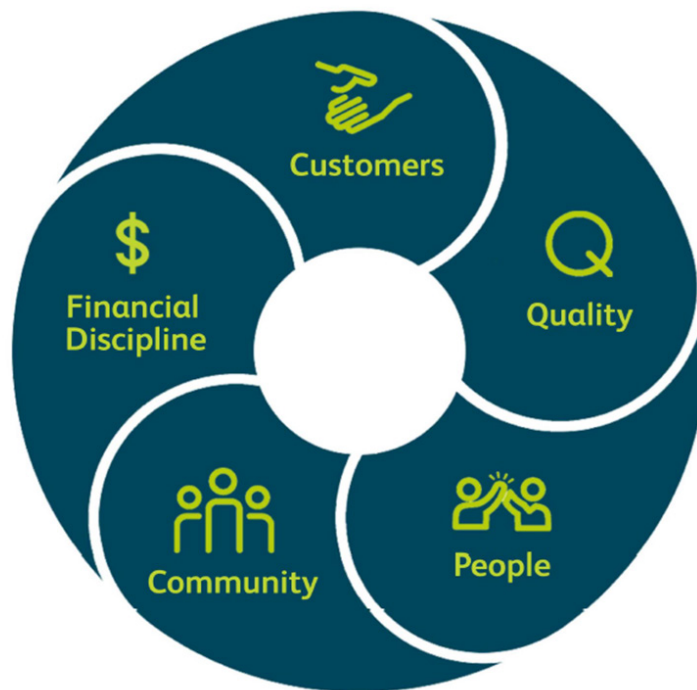 Customers
Quality
People
Community
$
Financial
Discipline